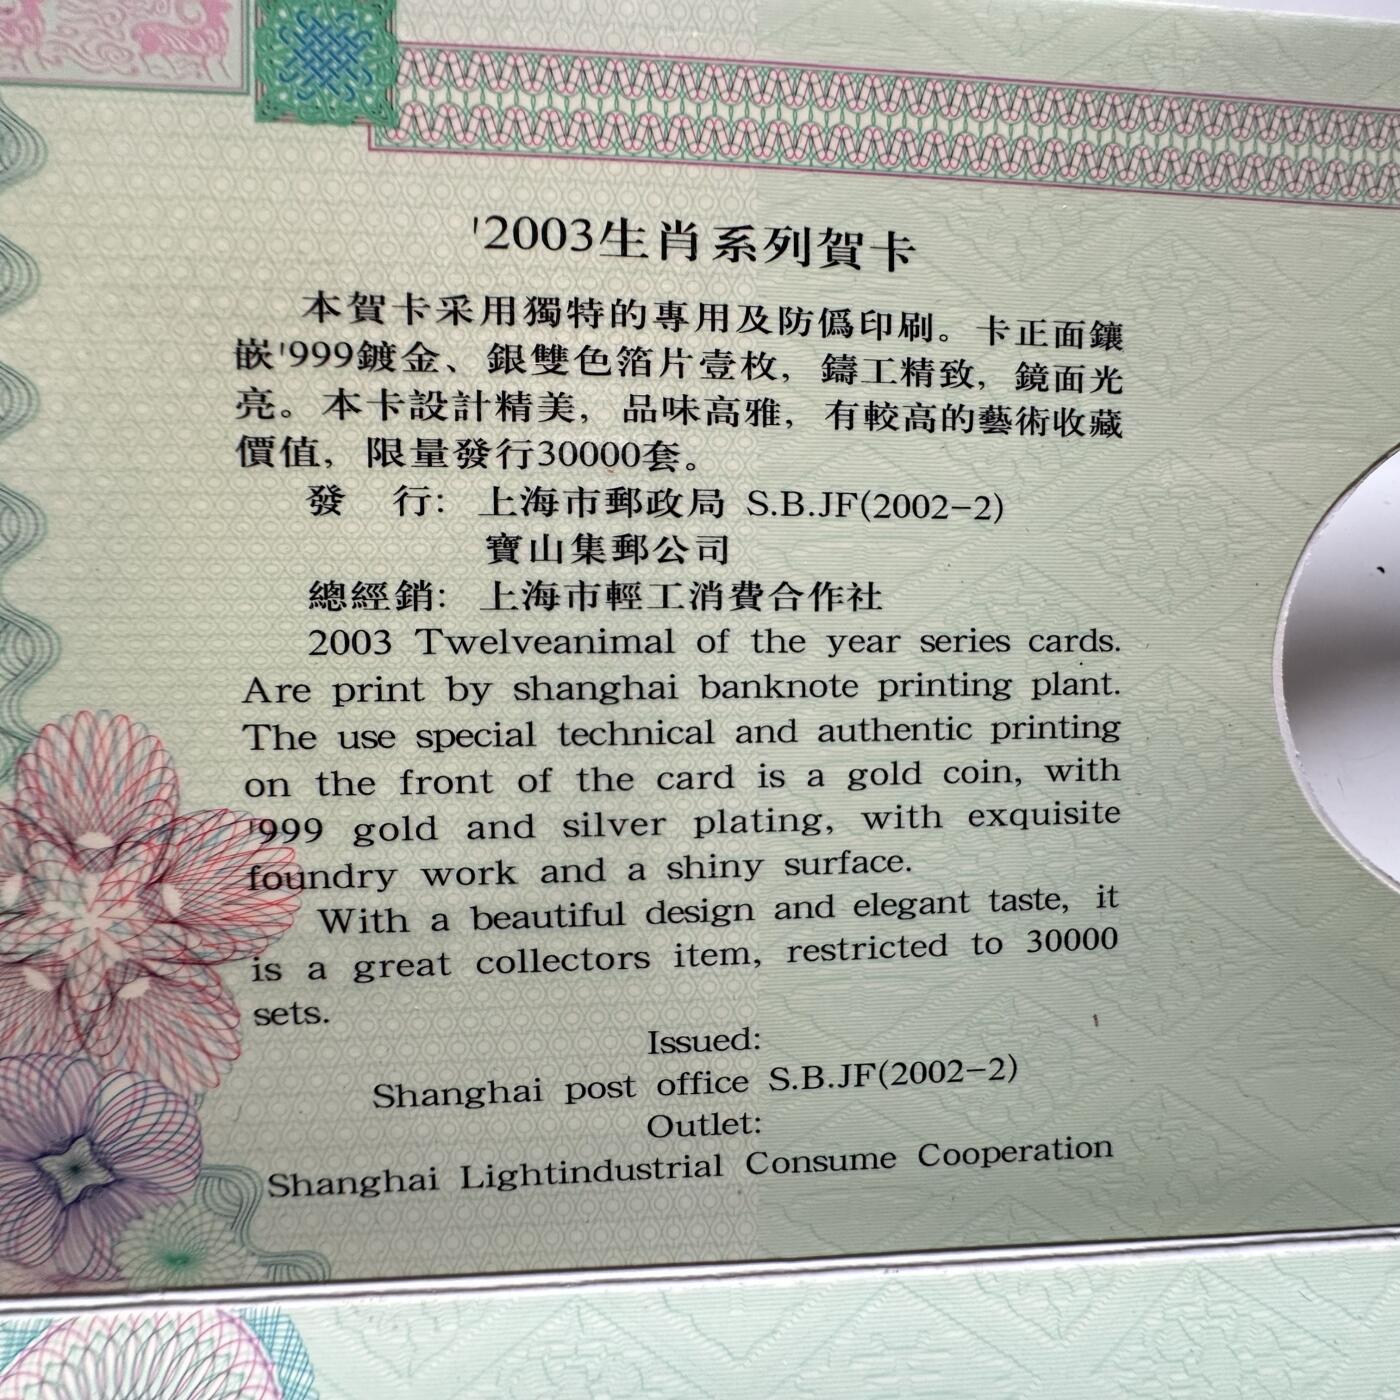 '2003生肖系列賀卡
本賀卡采用獨特的專用及防僞印刷。卡正面鑲
嵌'999鍍金、銀雙色箔片壹枚，鑄工精致，鏡面光
亮。本卡設計精美，品味高雅，有較高的藝術收藏
價值，限量發行30000套。
發　行：上海市郵政局 S.B.JF(2002-2)
寶山集郵公司
總經銷：上海市輕工消費合作社
2003 Twelveanimal of the year series cards.
Are print by shanghai banknote printing plant.
The use special technical and authentic printing
on the front of the card is a gold coin, with
'999 gold and silver plating, with exquisite
foundry work and a shiny surface.
With a beautiful design and elegant taste, it
is a great collectors item, restricted to 30000
sets.
Issued:
Shanghai post office S.B.JF(2002-2)
Outlet:
Shanghai Lightindustrial Consume Cooperation